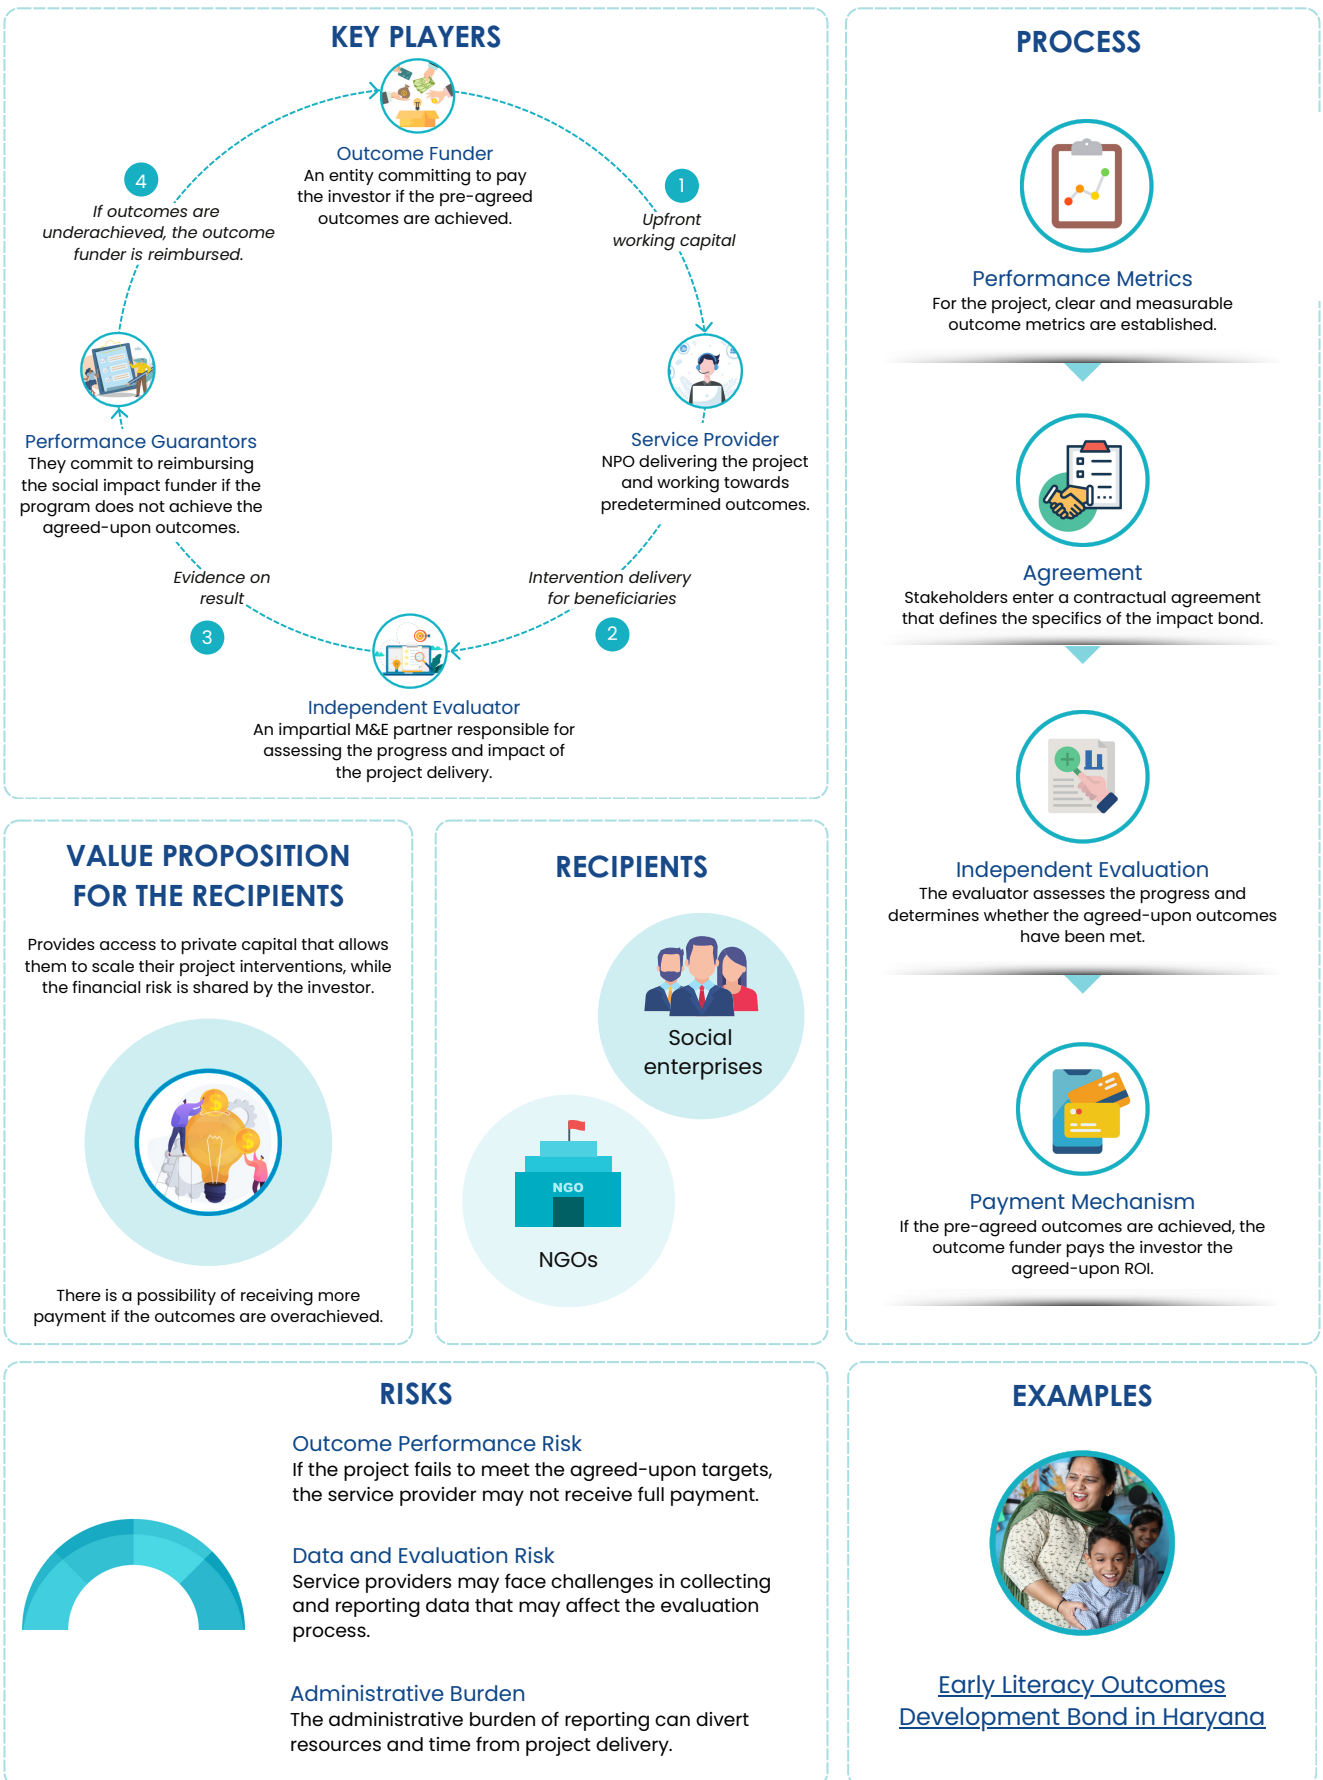 KEY PLAYERS
Outcome Funder
An entity committing to pay
the investor if the pre-agreed
outcomes are achieved.
1
Upfront
working capital
Service Provider
NPO delivering the project
and working towards
predetermined outcomes.
Intervention delivery
for beneficiaries
2
Independent Evaluator
An impartial M&E partner responsible for
assessing the progress and impact of
the project delivery.
Evidence on
result
3
Performance Guarantors
They commit to reimbursing
the social impact funder if the
program does not achieve the
agreed-upon outcomes.
4
If outcomes are
underachieved, the outcome
funder is reimbursed.
PROCESS
Performance Metrics
For the project, clear and measurable
outcome metrics are established.
Agreement
Stakeholders enter a contractual agreement
that defines the specifics of the impact bond.
Independent Evaluation
The evaluator assesses the progress and
determines whether the agreed-upon outcomes
have been met.
Payment Mechanism
If the pre-agreed outcomes are achieved, the
outcome funder pays the investor the
agreed-upon ROI.
VALUE PROPOSITION
FOR THE RECIPIENTS
Provides access to private capital that allows
them to scale their project interventions, while
the financial risk is shared by the investor.
There is a possibility of receiving more
payment if the outcomes are overachieved.
RECIPIENTS
Social
enterprises
NGO
NGOs
RISKS
Outcome Performance Risk
If the project fails to meet the agreed-upon targets,
the service provider may not receive full payment.
Data and Evaluation Risk
Service providers may face challenges in collecting
and reporting data that may affect the evaluation
process.
Administrative Burden
The administrative burden of reporting can divert
resources and time from project delivery.
EXAMPLES
Early Literacy Outcomes
Development Bond in Haryana